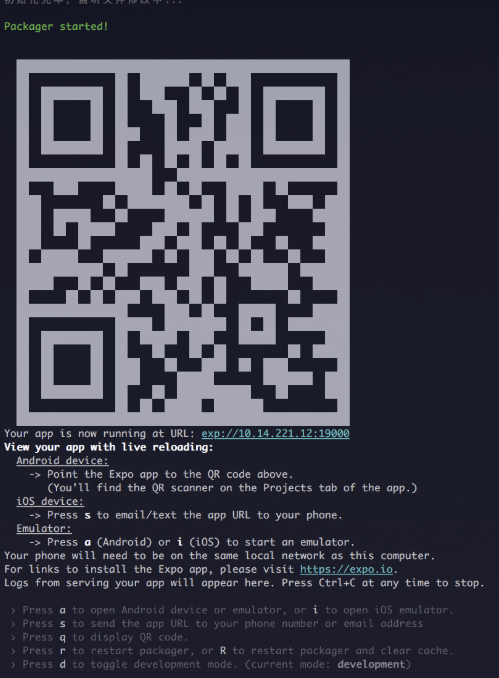 Packager started!
Your app is now running at URL: exp://10.14.221.12:19000
View your app with live reloading:
Android device:
-> Point the Expo app to the QR code above.
(You'll find the QR scanner on the Projects tab of the app.)
iOS device:
-> Press s to email/text the app URL to your phone.
Emulator:
-> Press a (Android) or i (iOS) to start an emulator.
Your phone will need to be on the same local network as this computer.
For links to install the Expo app, please visit https://expo.io.
Logs from serving your app will appear here. Press Ctrl+C at any time to stop.
› Press a to open Android device or emulator, or i to open iOS emulator.
› Press s to send the app URL to your phone number or email address
› Press q to display QR code.
› Press r to restart packager, or R to restart packager and clear cache.
› Press d to toggle development mode. (current mode: development)